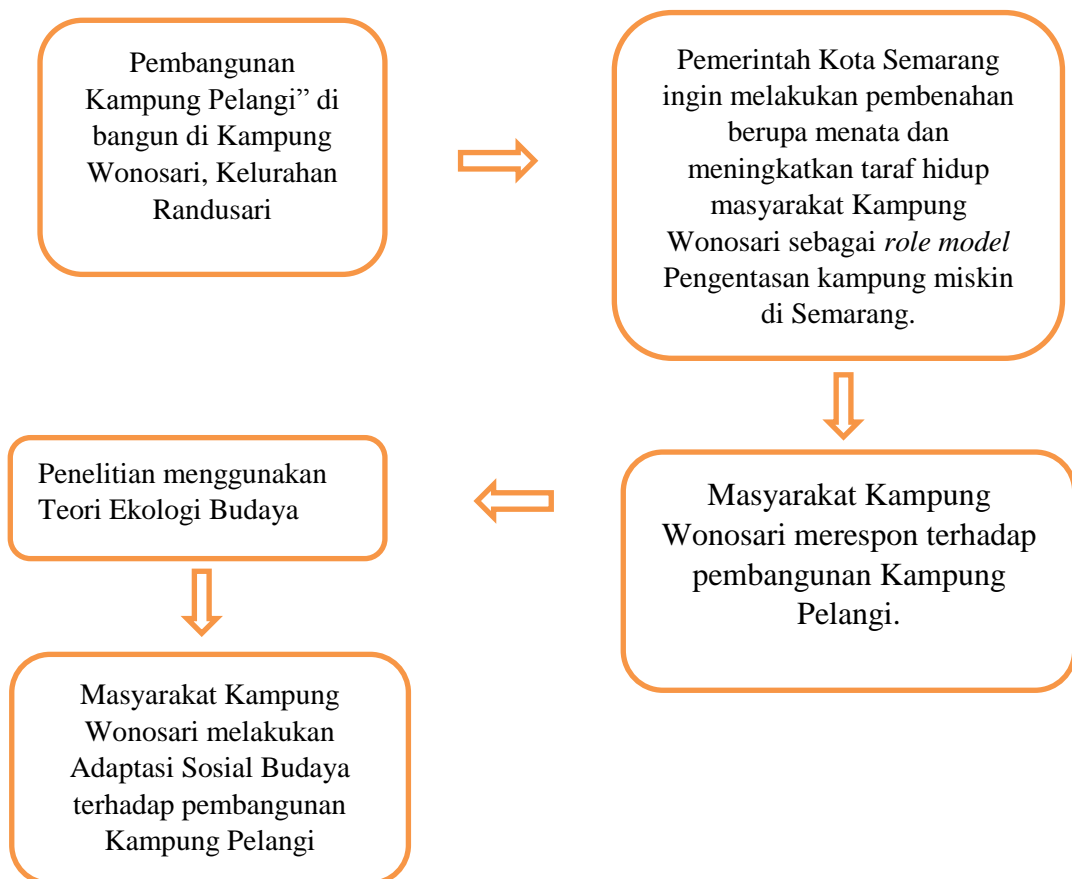 Pembangunan
Kampung Pelangi” di
bangun di Kampung
Wonosari, Kelurahan
Randusari
Pemerintah Kota Semarang
ingin melakukan pembenahan
berupa menata dan
meningkatkan taraf hidup
masyarakat Kampung
Wonosari sebagai role model
Pengentasan kampung miskin
di Semarang.
Masyarakat Kampung
Wonosari merespon terhadap
pembangunan Kampung
Pelangi.
Penelitian menggunakan
Teori Ekologi Budaya
Masyarakat Kampung
Wonosari melakukan
Adaptasi Sosial Budaya
terhadap pembangunan
Kampung Pelangi